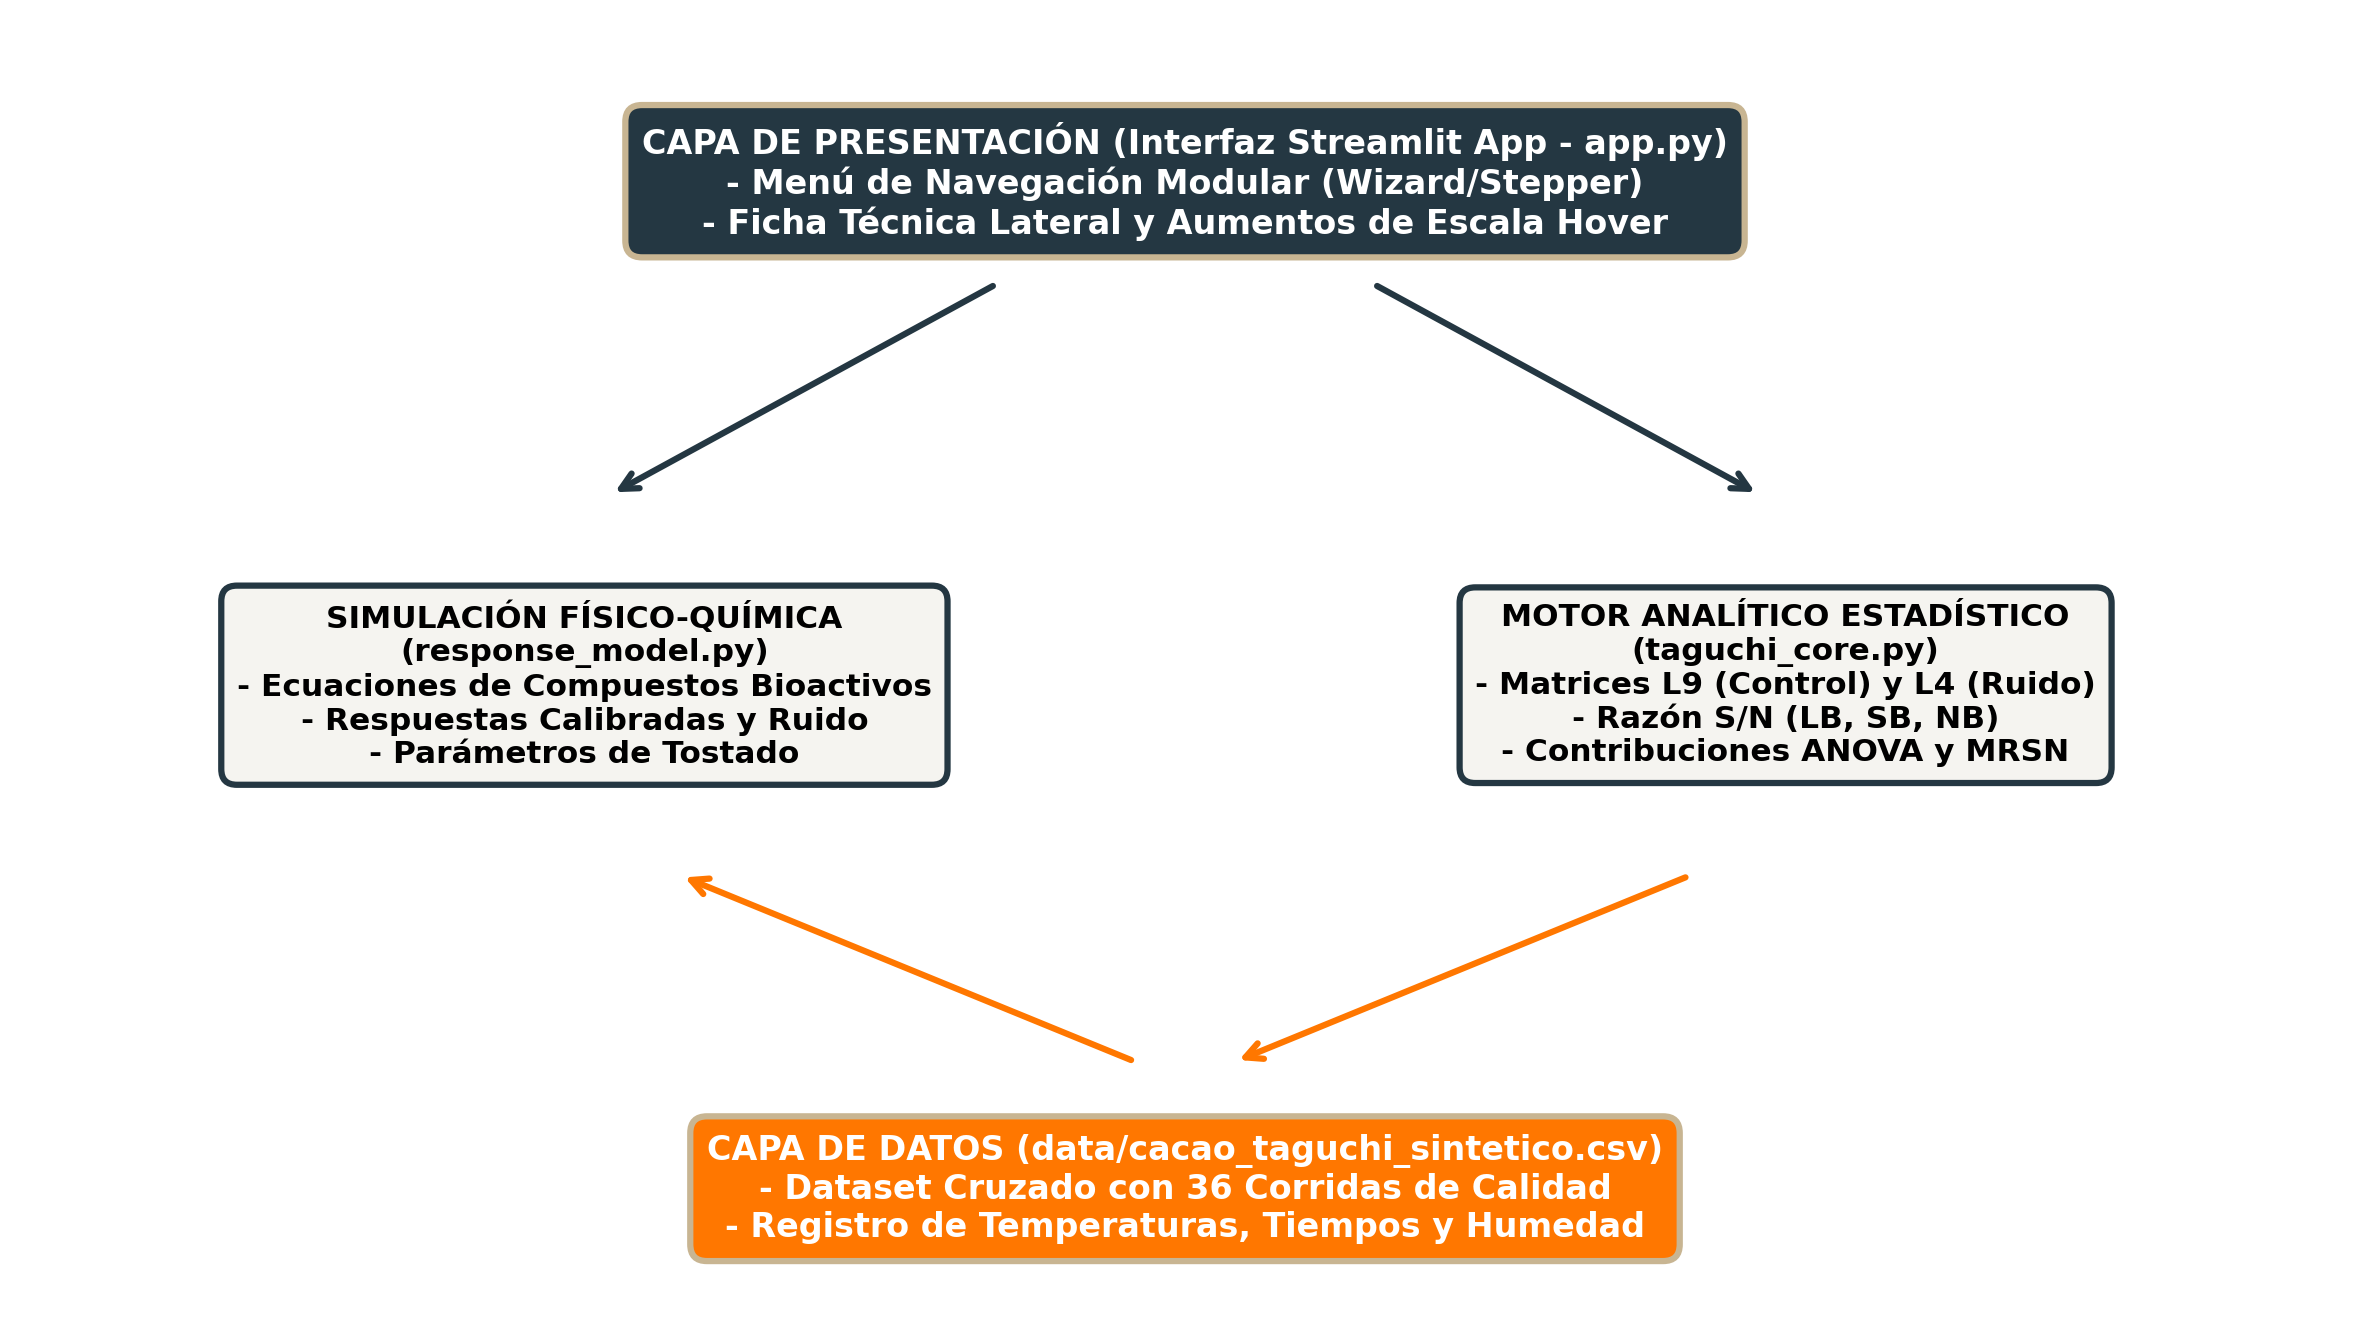 CAPA DE PRESENTACIÓN (Interfaz Streamlit App - app.py)
- Menú de Navegación Modular (Wizard/Stepper)
- Ficha Técnica Lateral y Aumentos de Escala Hover
SIMULACIÓN FÍSICO-QUÍMICA
(response_model.py)
- Ecuaciones de Compuestos Bioactivos
- Respuestas Calibradas y Ruido
- Parámetros de Tostado
MOTOR ANALÍTICO ESTADÍSTICO
(taguchi_core.py)
- Matrices L9 (Control) y L4 (Ruido)
- Razón S/N (LB, SB, NB)
- Contribuciones ANOVA y MRSN
CAPA DE DATOS (data/cacao_taguchi_sintetico.csv)
- Dataset Cruzado con 36 Corridas de Calidad
- Registro de Temperaturas, Tiempos y Humedad